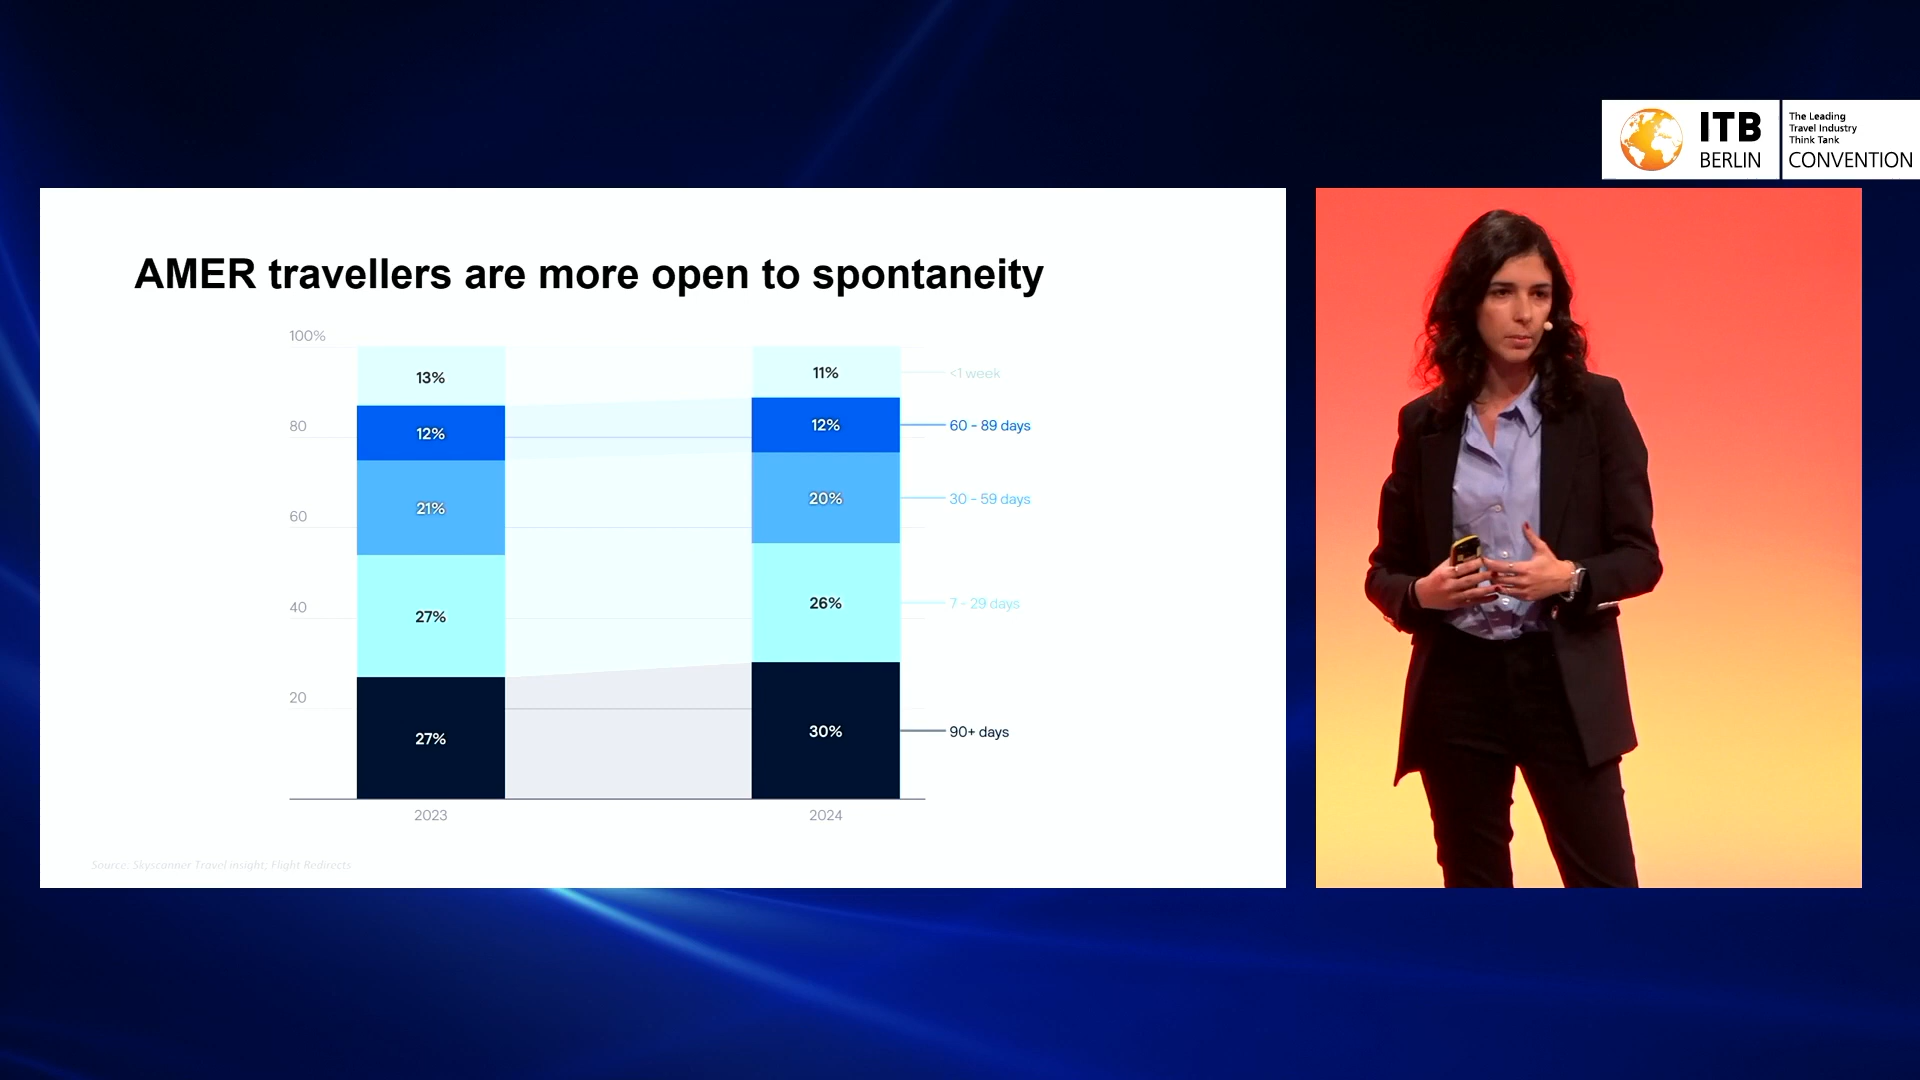 ITB
BERLIN
The Leading
Travel Industry
Think Tank
CONVENTION
AMER travellers are more open to spontaneity
100%
80
60
40
20
13%
12%
21%
27%
27%
11%
12%
20%
26%
30%
<1 week
60 - 89 days
30 - 59 days
7 - 29 days
90+ days
2023
2024
Source: Skyscanner Travel insight; Flight Redirects